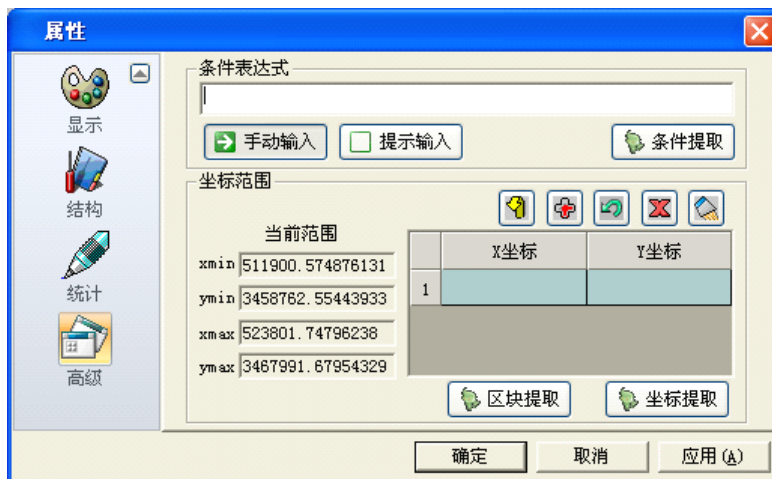 属性
显示
结构
统计
高级
条件表达式
手动输入 提示输入 条件提取
坐标范围
当前范围
xmin 511900.574876131
ymin 3458762.55443933
xmax 523801.74796238
ymax 3467991.67954329
X坐标 Y坐标
1
区块提取 坐标提取
确定 取消 应用(A)